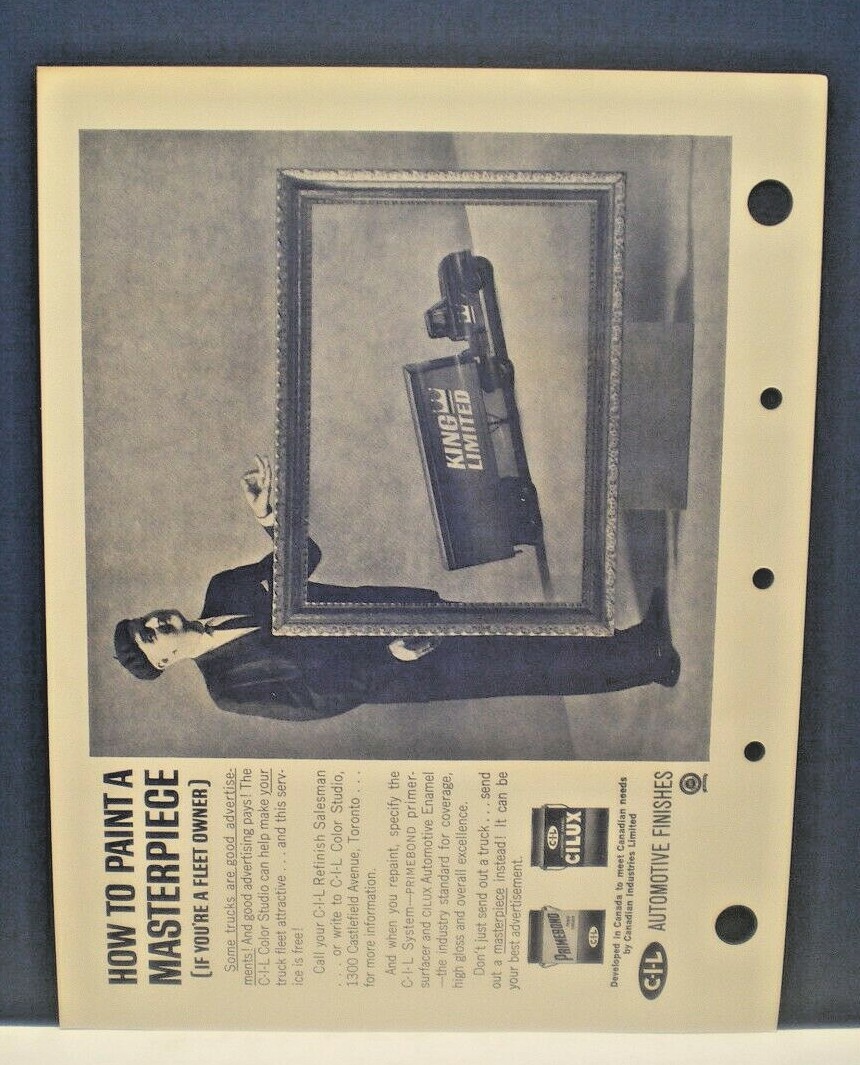 HOW TO PAINT A
MASTERPIECE
(IF YOU'RE A FLEET OWNER)
Some trucks are good advertise-
ments! And good advertising pays! The
C-I-L Color Studio can help make your
truck fleet attractive . . . and this serv-
ice is free!
Call your C-I-L Refinish Salesman
. . . or write to C-I-L Color Studio,
1300 Castlefield Avenue, Toronto . . .
for more information.
And when you repaint, specify the
C-I-L System—PRIMEBOND primer-
surfacer and CILUX Automotive Enamel
—the industry standard for coverage,
high gloss and overall excellence.
Don't just send out a truck . . . send
out a masterpiece instead! It can be
your best advertisement.
PRIMEBOND
C-I-L
C-I-L
CILUX
Developed in Canada to meet Canadian needs
by Canadian Industries Limited
C-I-L AUTOMOTIVE FINISHES
KING
LIMITED